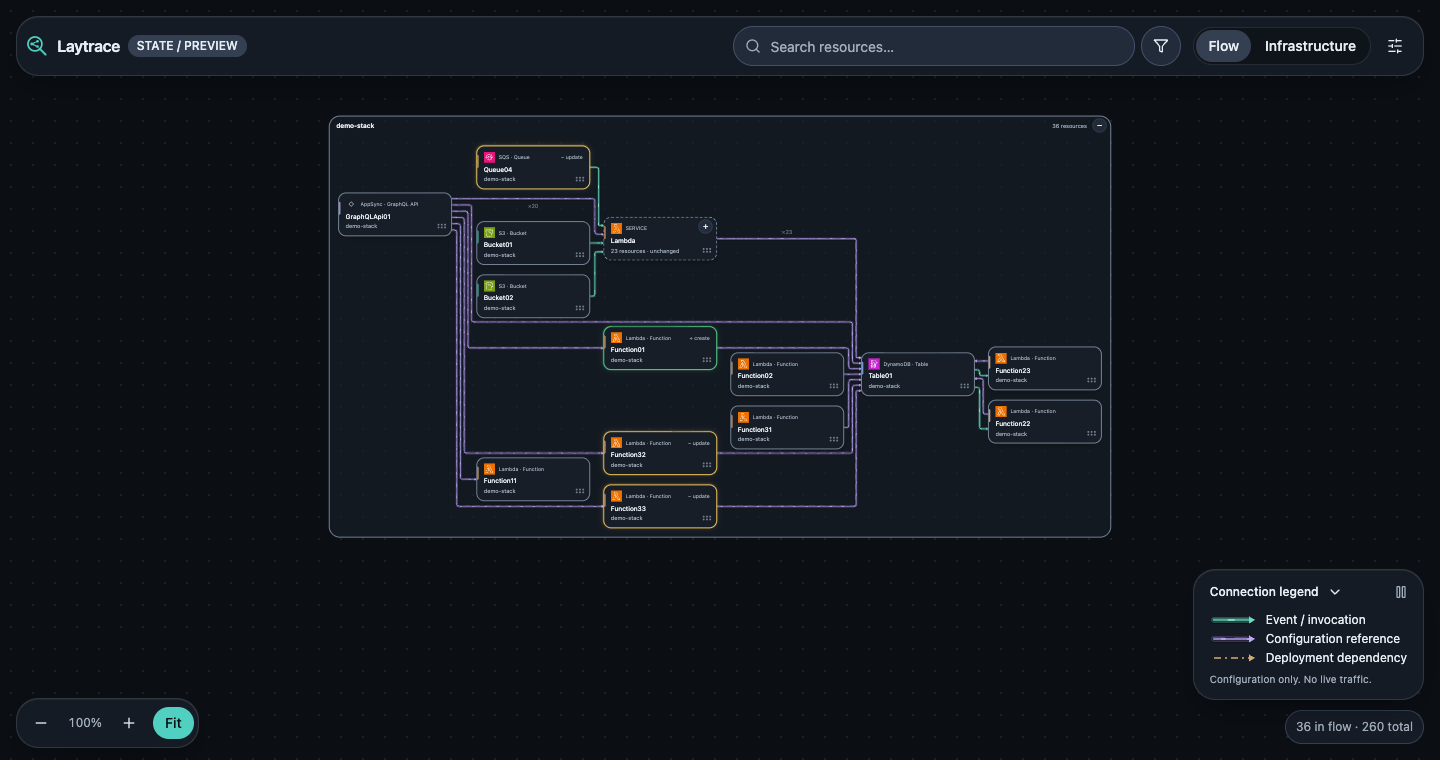 Laytrace
STATE / PREVIEW
Search resources...
Flow
Infrastructure
demo-stack
36 resources
SQS · Queue
~ update
Queue04
demo-stack
AppSync · GraphQL API
GraphQLApi01
demo-stack
×20
S3 · Bucket
Bucket01
demo-stack
SERVICE
Lambda
23 resources · unchanged
×23
S3 · Bucket
Bucket02
demo-stack
Lambda · Function
+ create
Function01
demo-stack
Lambda · Function
Function02
demo-stack
DynamoDB · Table
Table01
demo-stack
Lambda · Function
Function23
demo-stack
Lambda · Function
Function22
demo-stack
Lambda · Function
Function31
demo-stack
Lambda · Function
~ update
Function32
demo-stack
Lambda · Function
Function11
demo-stack
Lambda · Function
~ update
Function33
demo-stack
Connection legend
Event / invocation
Configuration reference
Deployment dependency
Configuration only. No live traffic.
100%
Fit
36 in flow · 260 total